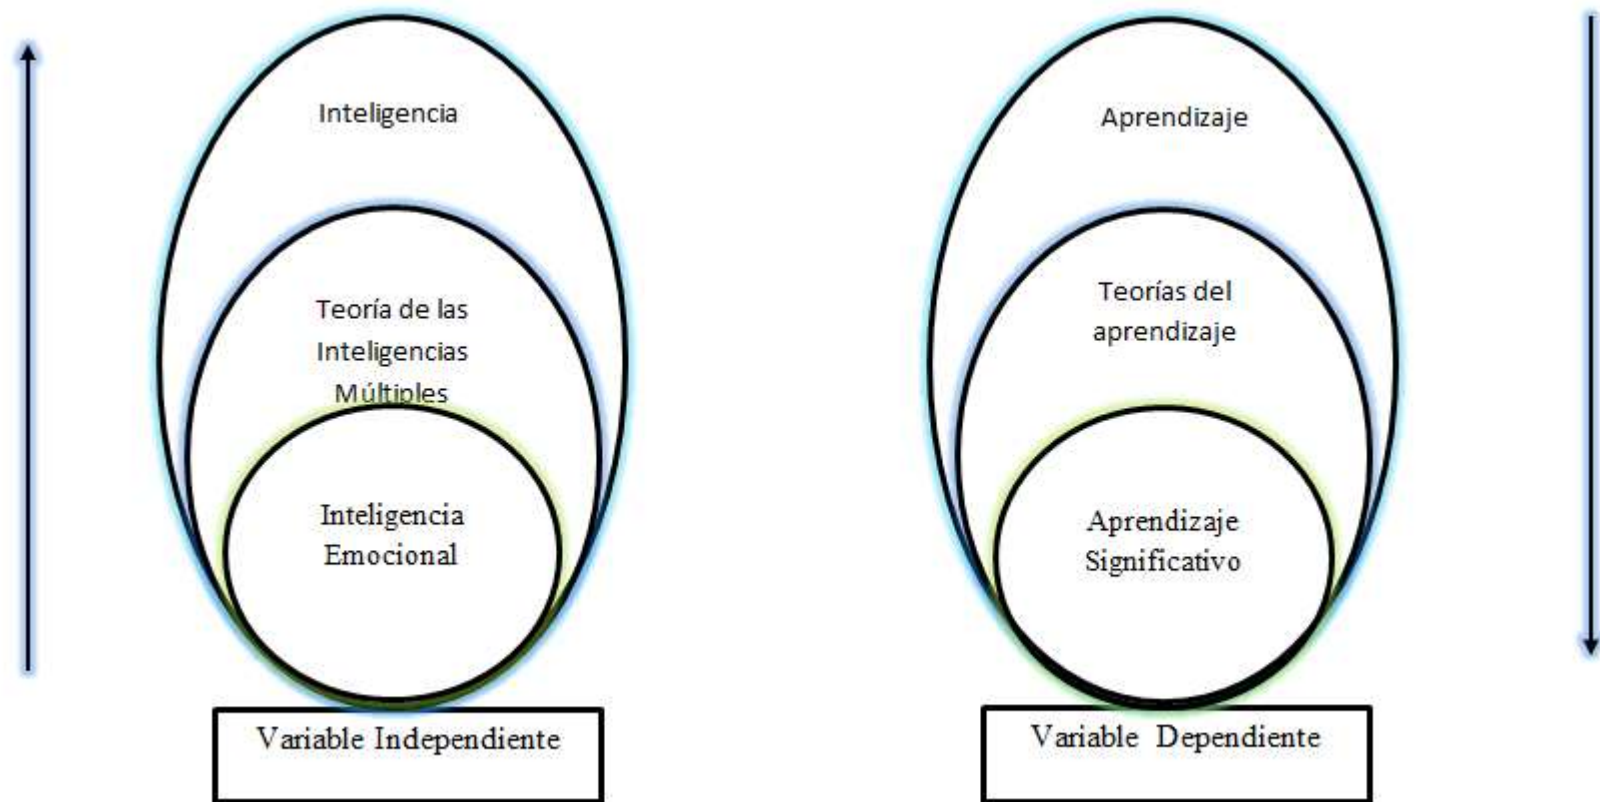 Inteligencia
Teoría de las
Inteligencias
Múltiples
Inteligencia
Emocional
Variable Independiente
Aprendizaje
Teorías del
aprendizaje
Aprendizaje
Significativo
Variable Dependiente